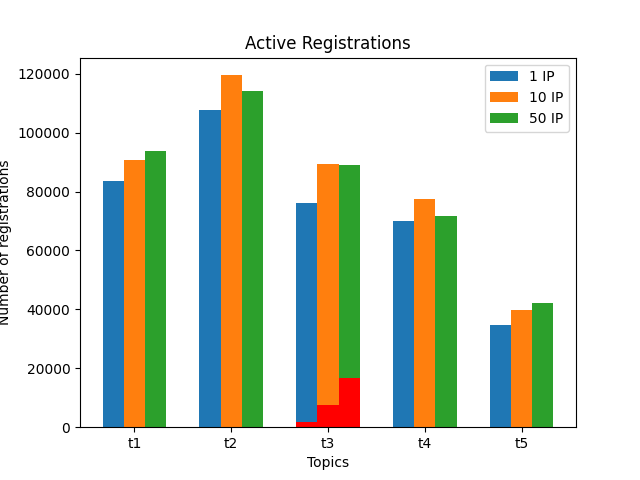 Active Registrations
1 IP
10 IP
50 IP
120000
100000
80000
60000
40000
20000
0
Number of registrations
t1 t2 t3 t4 t5
Topics